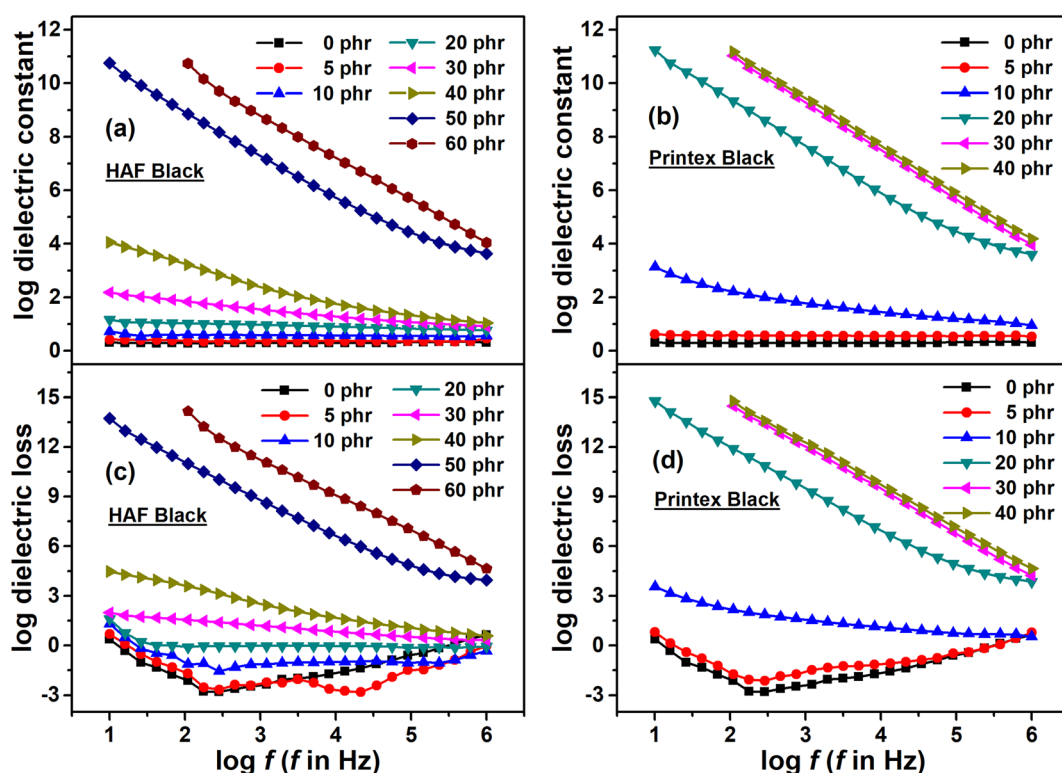 (a)
HAF Black
0 phr
5 phr
10 phr
20 phr
30 phr
40 phr
50 phr
60 phr
log dielectric constant
12
10
8
6
4
2
0
(b)
Printex Black
0 phr
5 phr
10 phr
20 phr
30 phr
40 phr
log dielectric constant
12
10
8
6
4
2
0
(c)
HAF Black
0 phr
5 phr
10 phr
20 phr
30 phr
40 phr
50 phr
60 phr
log dielectric loss
15
12
9
6
3
0
-3
1 2 3 4 5 6
log f (f in Hz)
(d)
Printex Black
0 phr
5 phr
10 phr
20 phr
30 phr
40 phr
log dielectric loss
15
12
9
6
3
0
-3
1 2 3 4 5 6
log f (f in Hz)